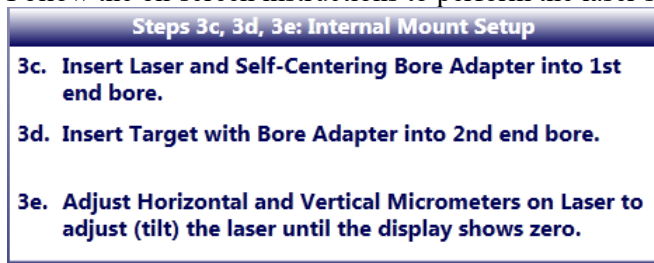 Steps 3c, 3d, 3e: Internal Mount Setup
3c. Insert Laser and Self-Centering Bore Adapter into 1st
end bore.
3d. Insert Target with Bore Adapter into 2nd end bore.
3e. Adjust Horizontal and Vertical Micrometers on Laser to
adjust (tilt) the laser until the display shows zero.